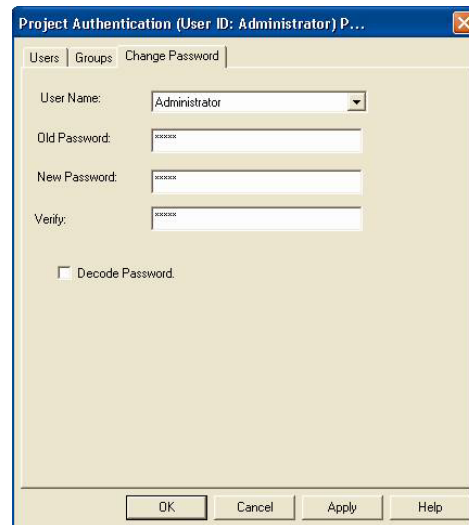 Project Authentication (User ID: Administrator) P...
Users Groups Change Password
User Name: Administrator
Old Password: *****
New Password: *****
Verify: *****
Decode Password.
OK Cancel Apply Help